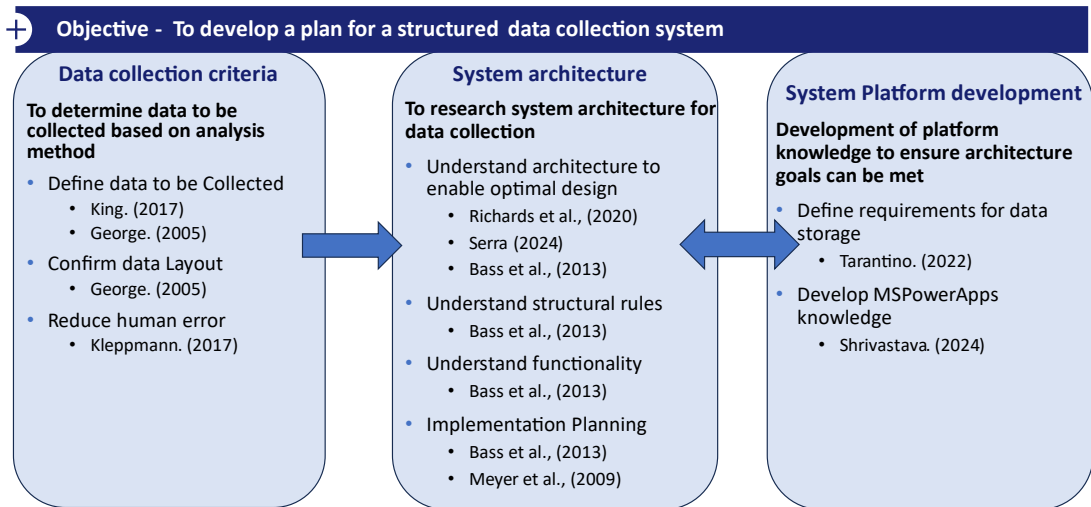 Objective - To develop a plan for a structured data collection system
Data collection criteria
To determine data to be
collected based on analysis
method
• Define data to be Collected
• King. (2017)
• George. (2005)
• Confirm data Layout
• George. (2005)
• Reduce human error
• Kleppmann. (2017)
System architecture
To research system architecture for
data collection
• Understand architecture to
enable optimal design
• Richards et al., (2020)
• Serra (2024)
• Bass et al., (2013)
• Understand structural rules
• Bass et al., (2013)
• Understand functionality
• Bass et al., (2013)
• Implementation Planning
• Bass et al., (2013)
• Meyer et al., (2009)
System Platform development
Development of platform
knowledge to ensure architecture
goals can be met
• Define requirements for data
storage
• Tarantino. (2022)
• Develop MSPowerApps
knowledge
• Shrivastava. (2024)